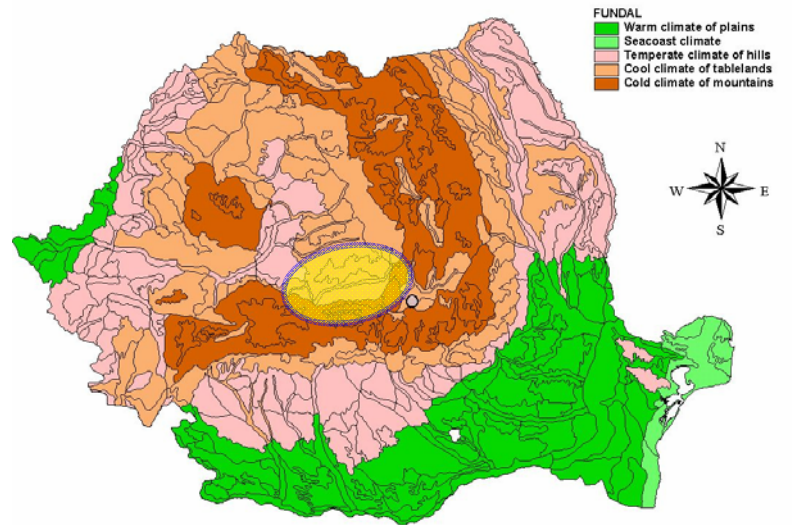 FUNDAL
Warm climate of plains
Seacoast climate
Temperate climate of hills
Cool climate of tablelands
Cold climate of mountains
N
W E
S